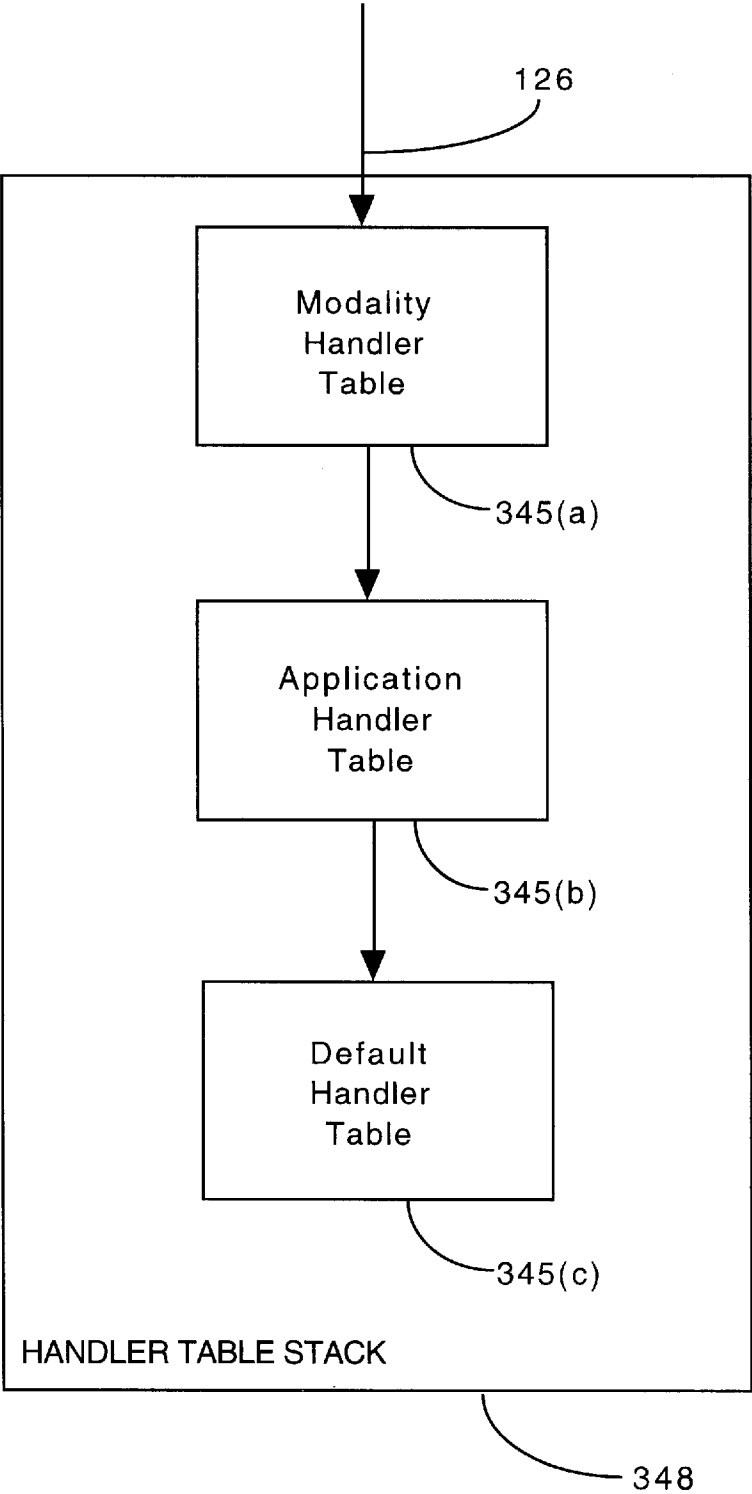 126
Modality
Handler
Table
345(a)
Application
Handler
Table
345(b)
Default
Handler
Table
345(c)
HANDLER TABLE STACK
348